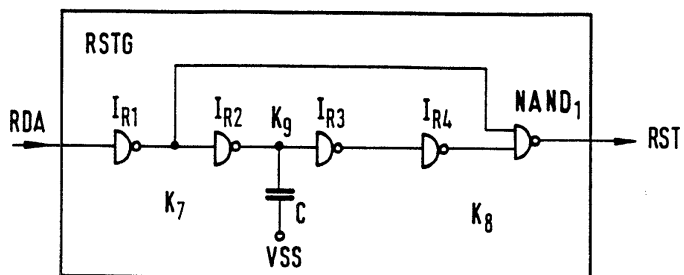 RSTG
RDA
I_R1
I_R2
K_9
I_R3
I_R4
NAND_1
RST
K_7
C
K_8
VSS